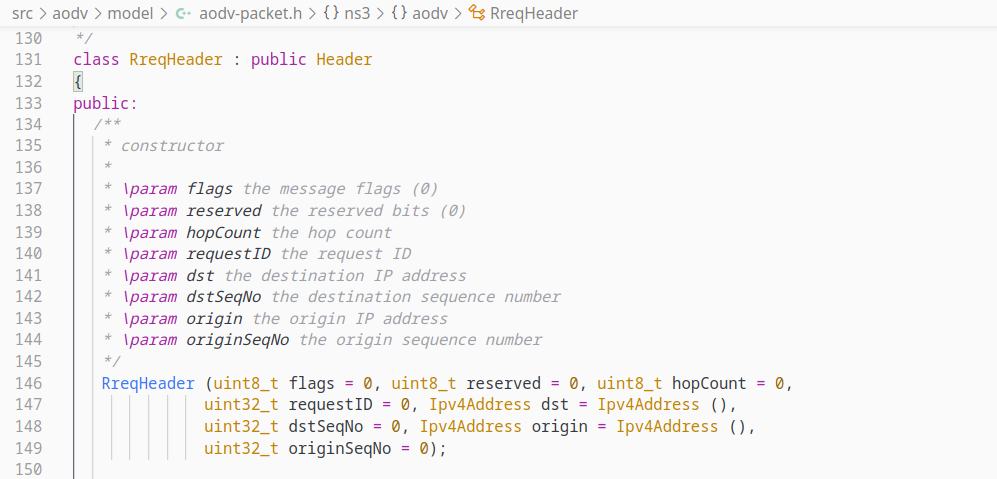 src > aodv > model > aodv-packet.h > {} ns3 > {} aodv > RreqHeader
130 */
131 class RreqHeader : public Header
132 {
133 public:
134 /**
135 * constructor
136 *
137 * \param flags the message flags (0)
138 * \param reserved the reserved bits (0)
139 * \param hopCount the hop count
140 * \param requestID the request ID
141 * \param dst the destination IP address
142 * \param dstSeqNo the destination sequence number
143 * \param origin the origin IP address
144 * \param originSeqNo the origin sequence number
145 */
146 RreqHeader (uint8_t flags = 0, uint8_t reserved = 0, uint8_t hopCount = 0,
147 uint32_t requestID = 0, Ipv4Address dst = Ipv4Address (),
148 uint32_t dstSeqNo = 0, Ipv4Address origin = Ipv4Address (),
149 uint32_t originSeqNo = 0);
150